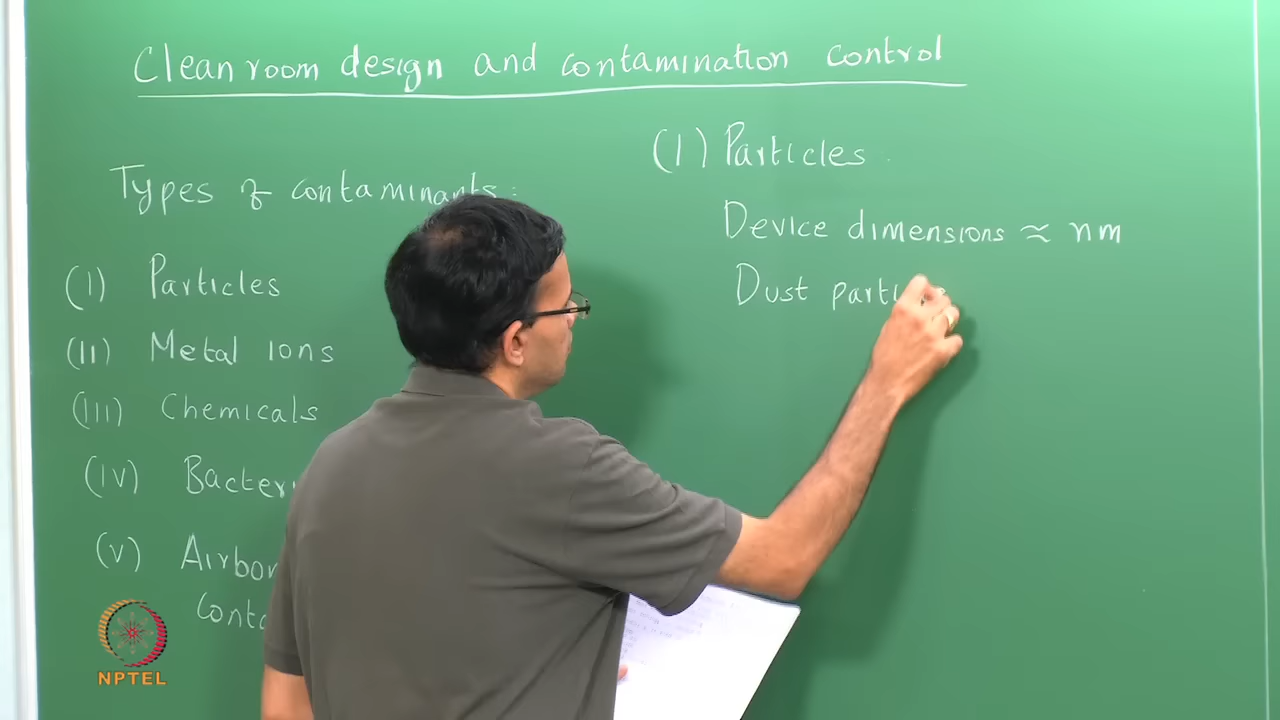 Cleanroom design and contamination control
Types of contaminants:
(I) Particles
(II) Metal Ions
(III) Chemicals
(IV)
(V)
(1) Particles
Device dimensions ≈ nm
Dust
NPTEL